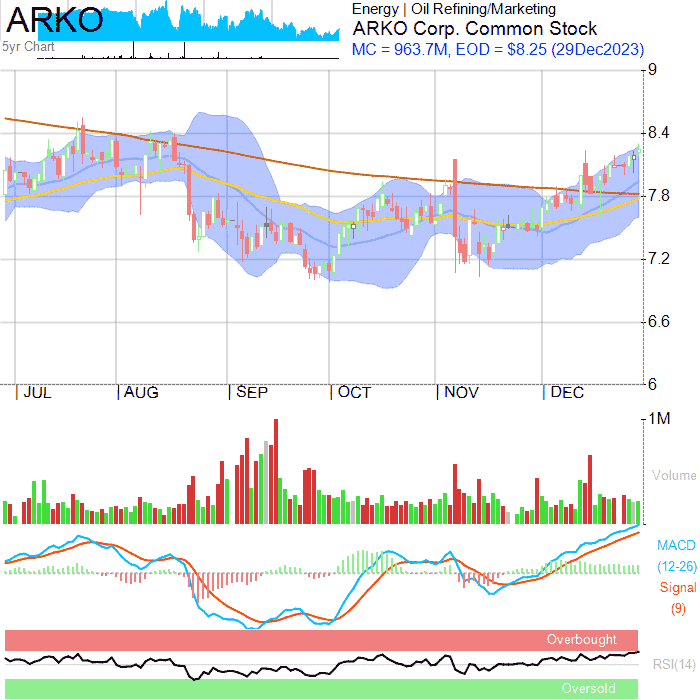 ARKO
5yr Chart
Energy | Oil Refining/Marketing
ARKO Corp. Common Stock
MC = 963.7M, EOD = $8.25 (29Dec2023)
9
8.4
7.8
7.2
6.6
6
| JUL | AUG | SEP | OCT | NOV | DEC
1M
Volume
MACD
(12-26)
Signal
(9)
Overbought
RSI(14)
Oversold